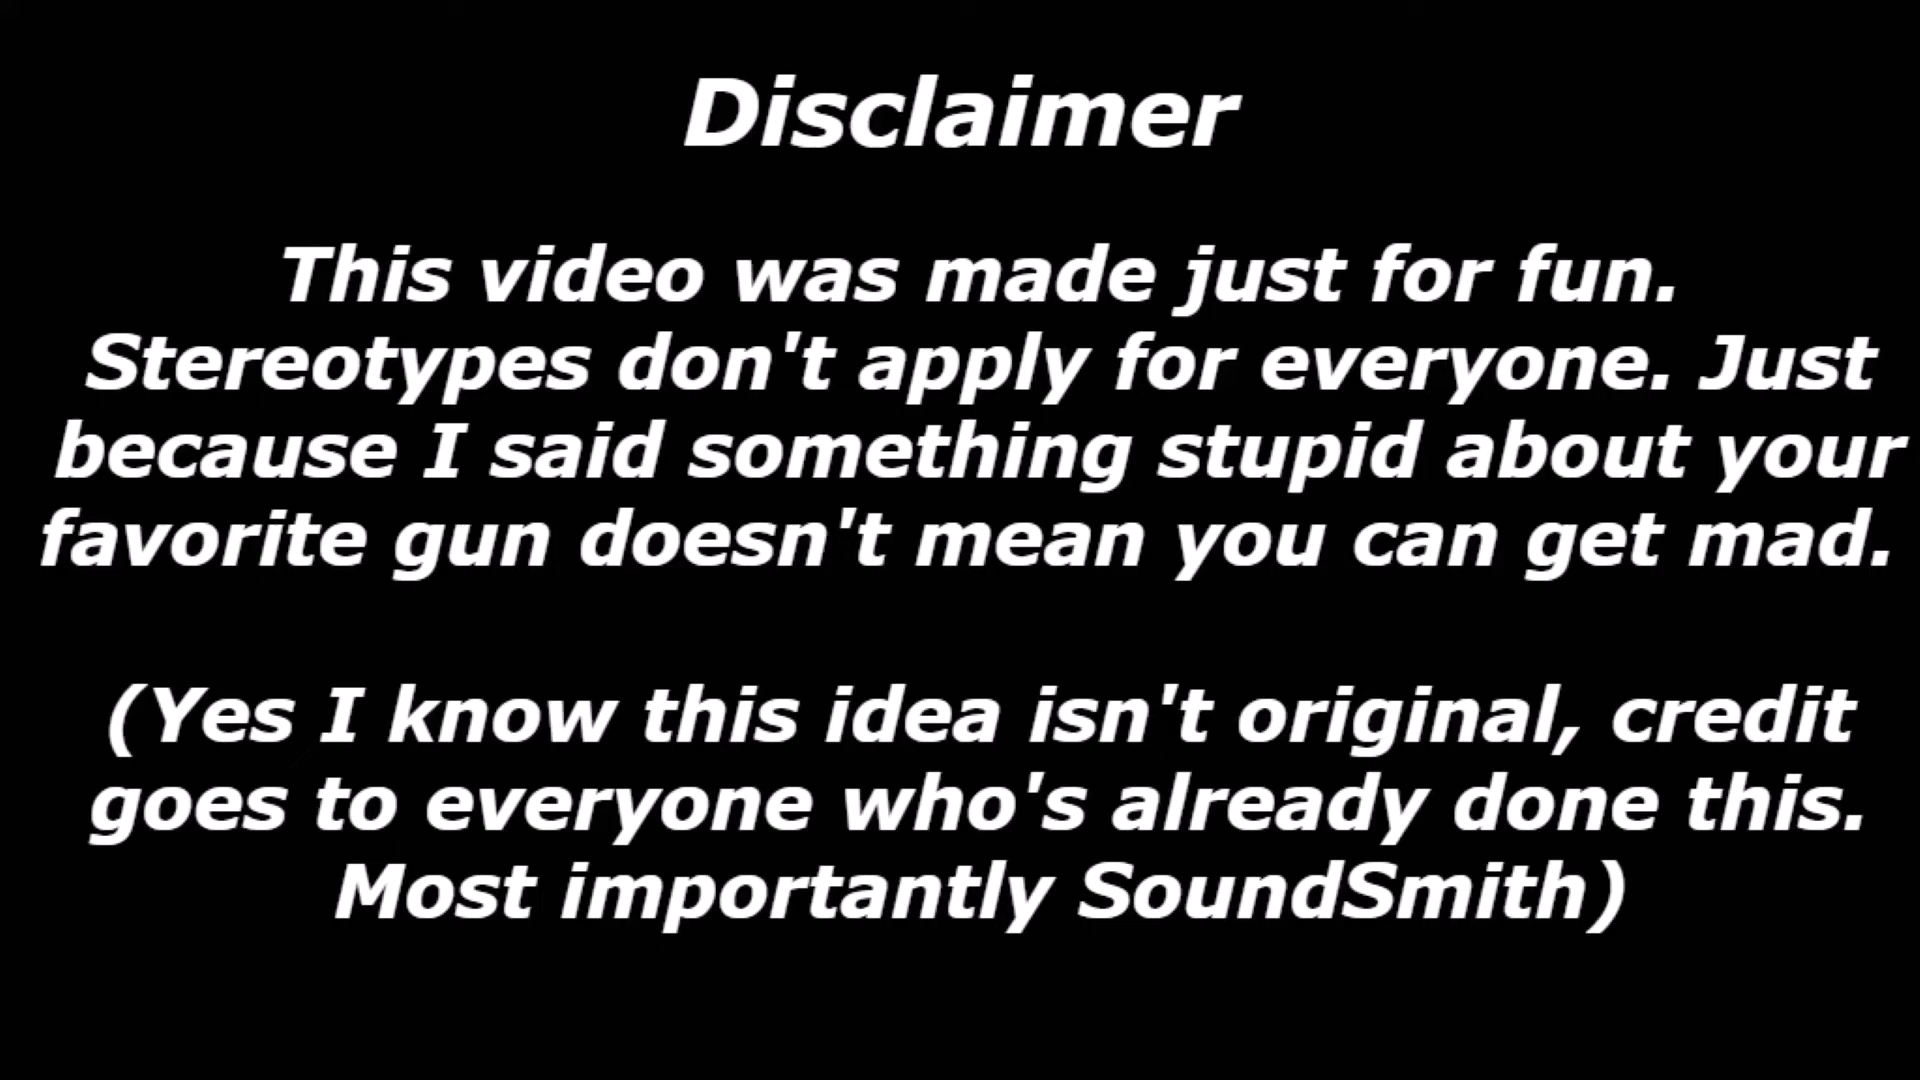 Disclaimer
This video was made just for fun.
Stereotypes don't apply for everyone. Just
because I said something stupid about your
favorite gun doesn't mean you can get mad.
(Yes I know this idea isn't original, credit
goes to everyone who's already done this.
Most importantly SoundSmith)